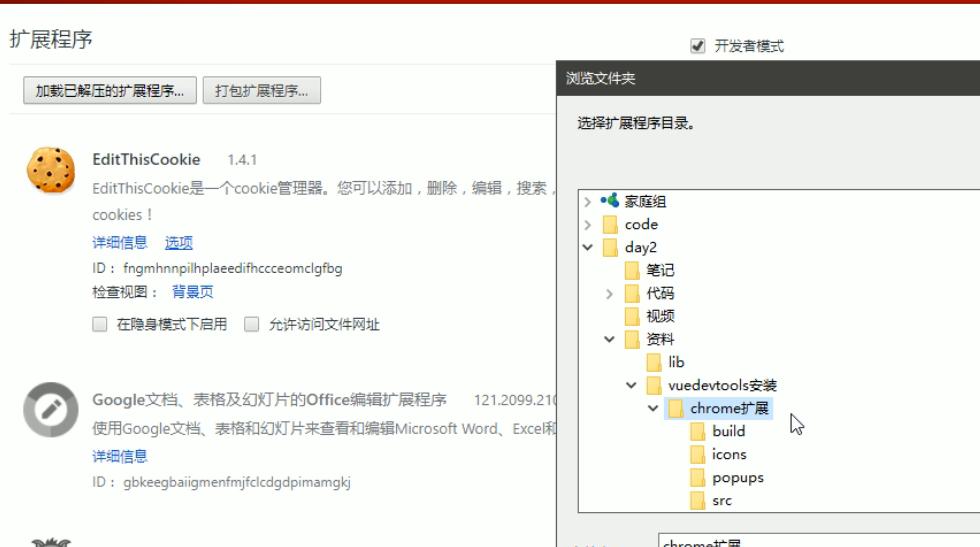 扩展程序
开发者模式
加载已解压的扩展程序... 打包扩展程序...
EditThisCookie 1.4.1
EditThisCookie是一个cookie管理器。您可以添加，删除，编辑，搜索，
cookies！
详细信息 选项
ID： fngmhnnpilhplaeedifhccceomclgfbg
检查视图： 背景页
在隐身模式下启用 允许访问文件网址
Google文档、表格及幻灯片的Office编辑扩展程序 121.2099.210
使用Google文档、表格和幻灯片来查看和编辑Microsoft Word、Excel和
详细信息
ID： gbkeegbaiigmenfmjfclcdgdpimamgkj
浏览文件夹
选择扩展程序目录。
家庭组
code
day2
笔记
代码
视频
资料
lib
vuedevtools安装
chrome扩展
build
icons
popups
src
chrome扩展